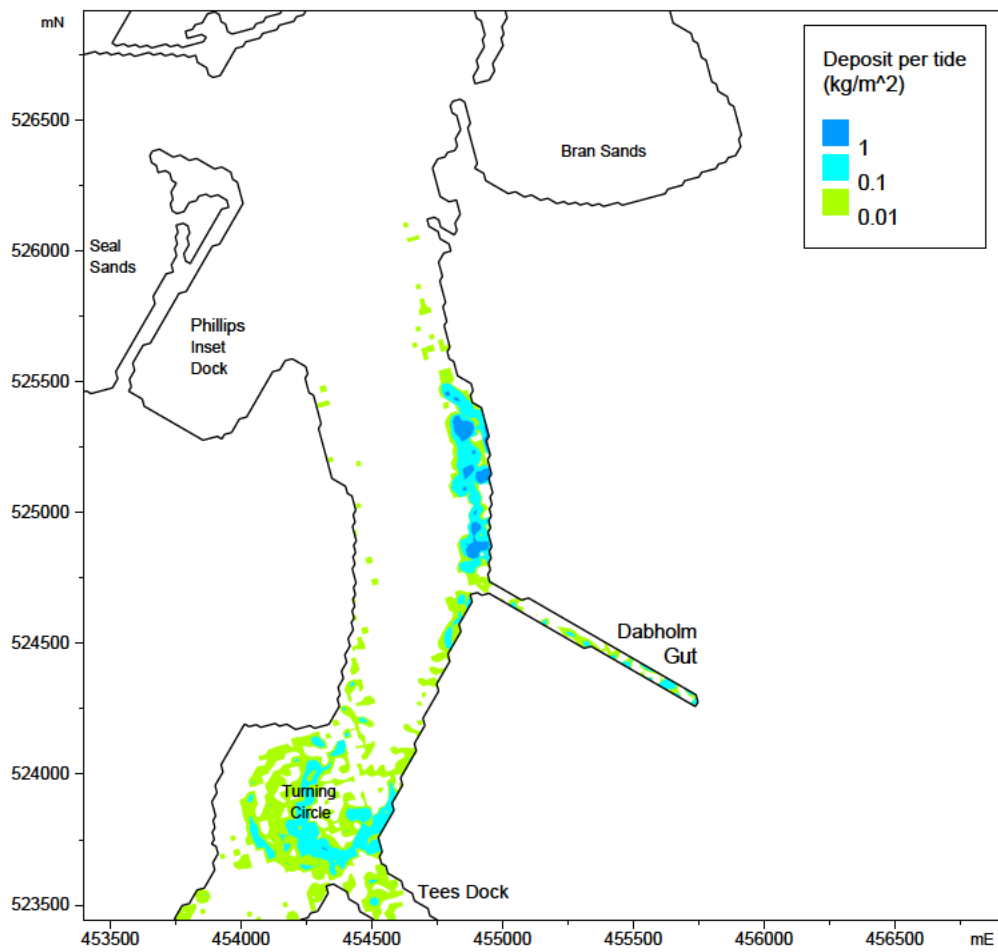 mN
526500
526000
525500
525000
524500
524000
523500
Deposit per tide
(kg/m^2)
1
0.1
0.01
Bran Sands
Seal
Sands
Phillips
Inset
Dock
Dabholm
Gut
Turning
Circle
Tees Dock
453500 454000 454500 455000 455500 456000 456500 mE